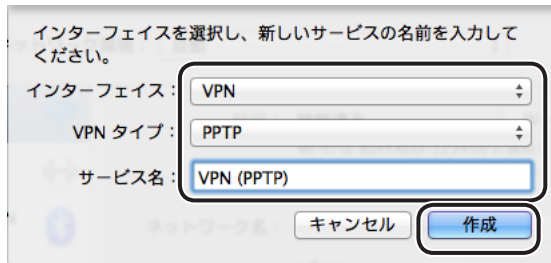 インターフェイスを選択し、新しいサービスの名前を入力して
ください。
インターフェイス： VPN
VPN タイプ： PPTP
サービス名： VPN (PPTP)
キャンセル 作成